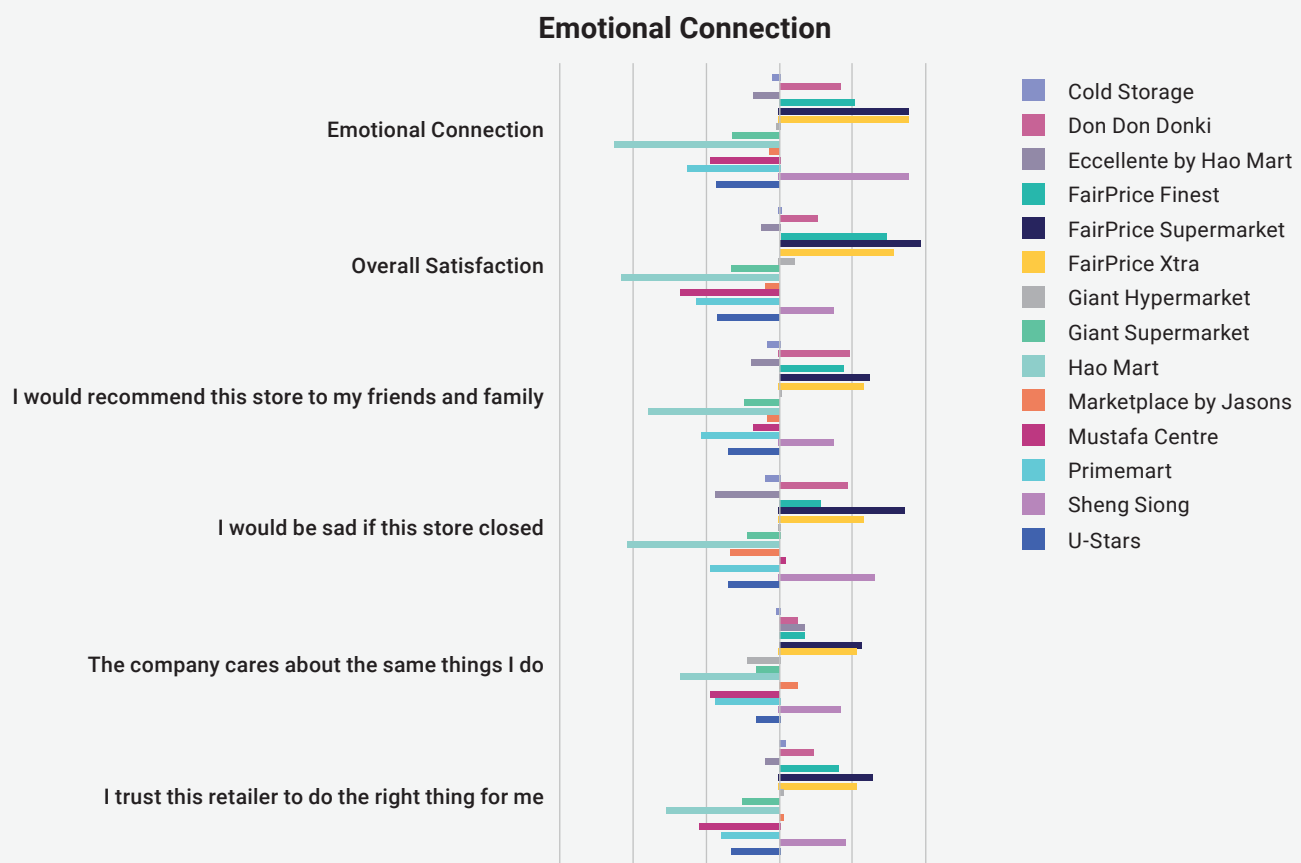 Emotional Connection
Emotional Connection
Overall Satisfaction
I would recommend this store to my friends and family
I would be sad if this store closed
The company cares about the same things I do
I trust this retailer to do the right thing for me
Cold Storage
Don Don Donki
Eccellente by Hao Mart
FairPrice Finest
FairPrice Supermarket
FairPrice Xtra
Giant Hypermarket
Giant Supermarket
Hao Mart
Marketplace by Jasons
Mustafa Centre
Primemart
Sheng Siong
U-Stars